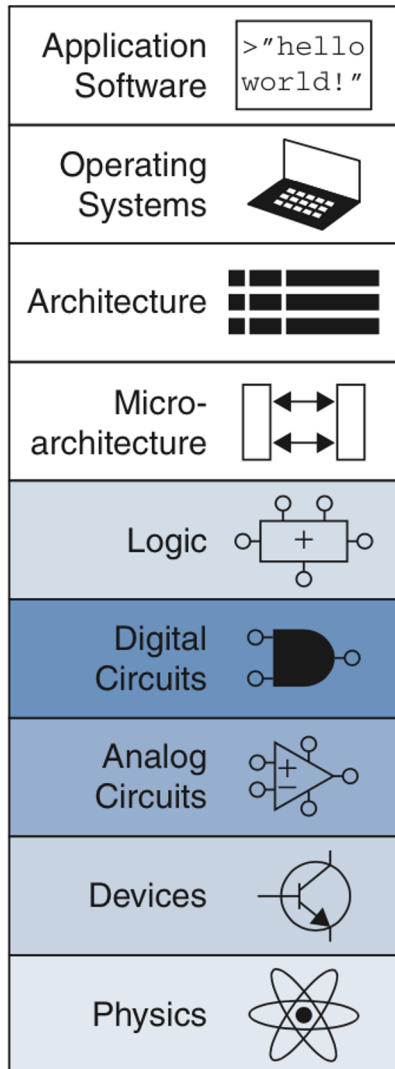 Application
Software
>"hello
world!"
Operating
Systems
Architecture
Micro-
architecture
Logic
+
Digital
Circuits
Analog
Circuits
+
−
Devices
Physics